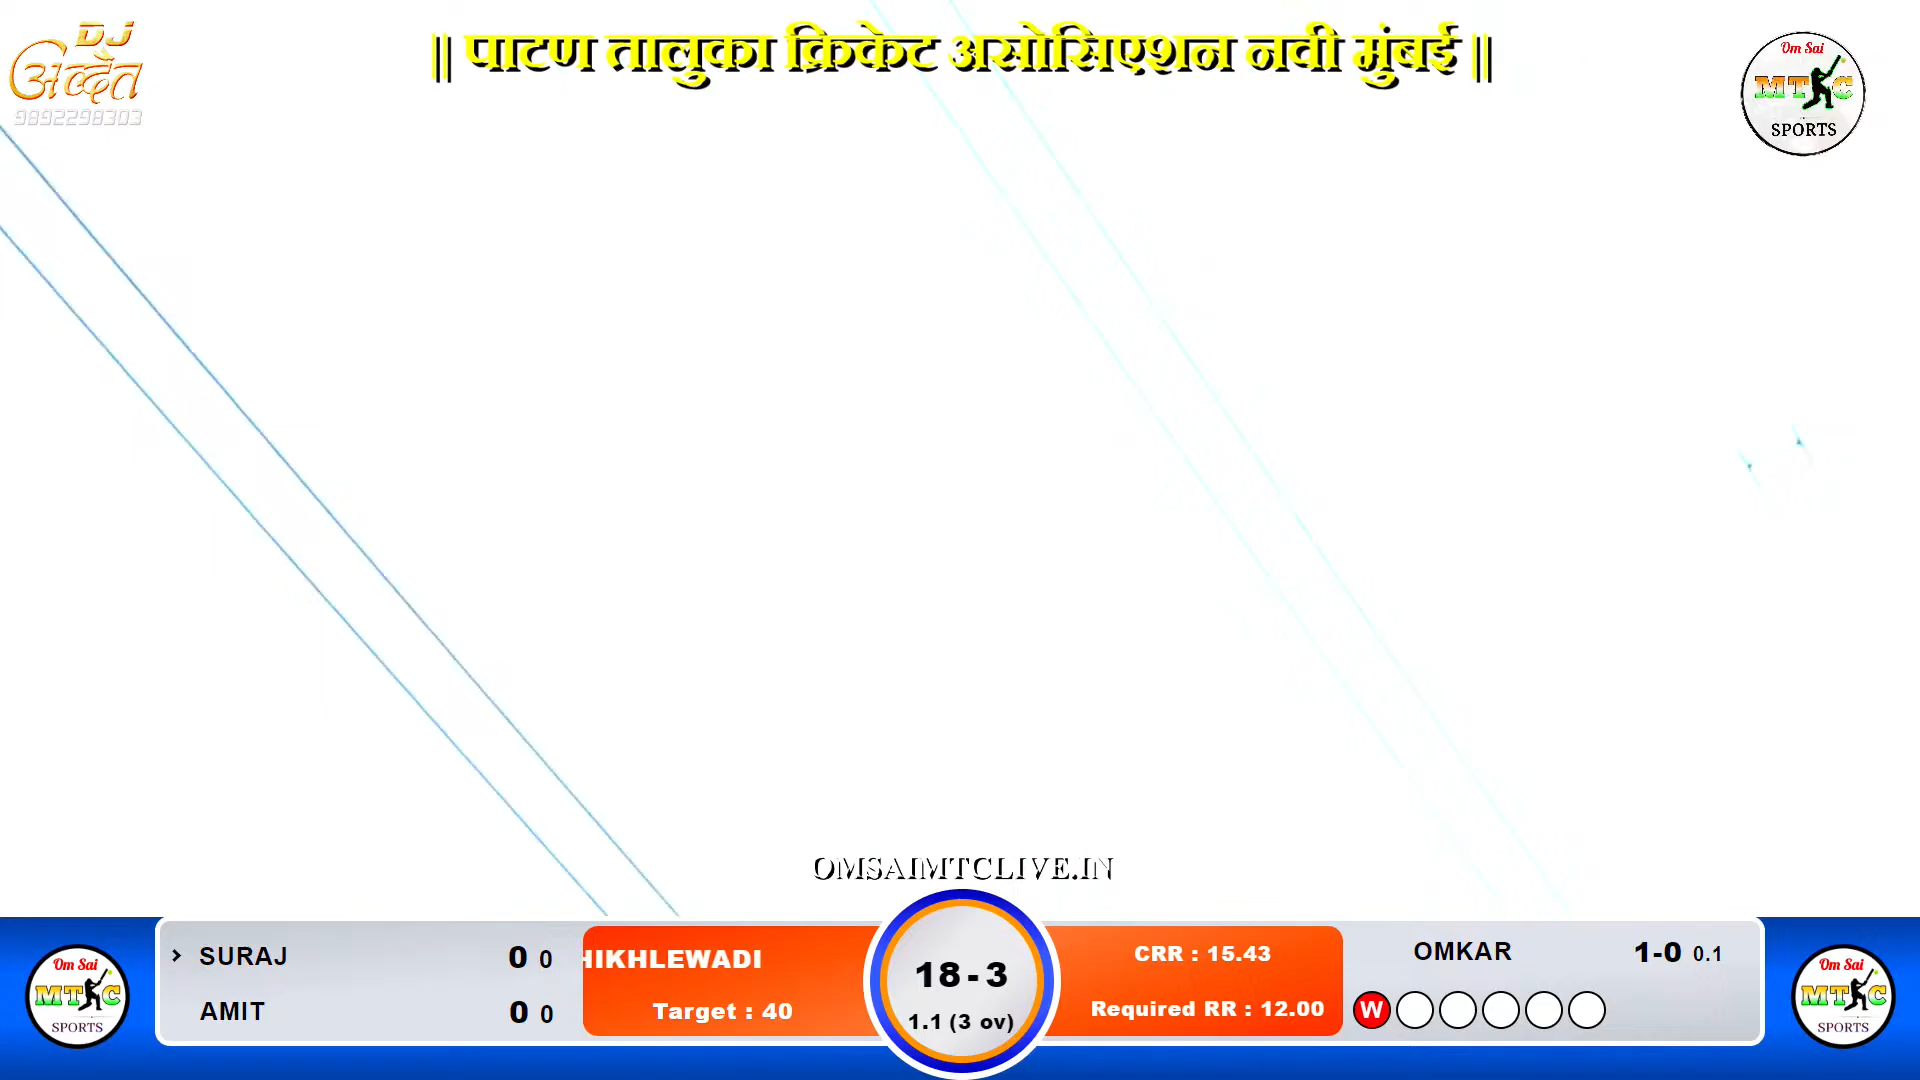 DJ
अव्दैत
9892298303
|| पाटण तालुका क्रिकेट असोसिएशन नवी मुंबई ||
Om Sai
MTC
SPORTS
OMSAIMTCLIVE.IN
Om Sai
MTC
SPORTS
SURAJ 0 0
AMIT 0 0
HIKHLEWADI
Target : 40
18-3
1.1 (3 ov)
CRR : 15.43
Required RR : 12.00
OMKAR 1-0 0.1
W
Om Sai
MTC
SPORTS